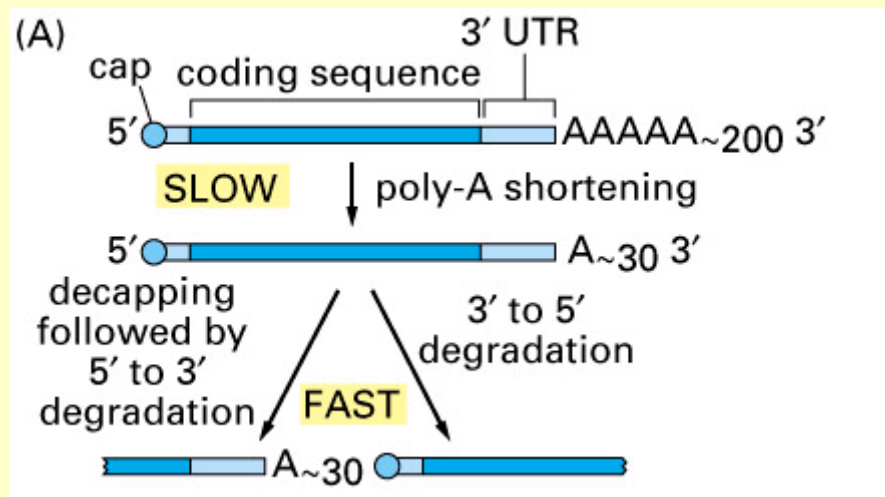 (A)
3′ UTR
cap
coding sequence
5′ AAAAA~200 3′
SLOW
poly-A shortening
5′ A~30 3′
decapping
followed by
5′ to 3′
degradation
3′ to 5′
degradation
FAST
A~30